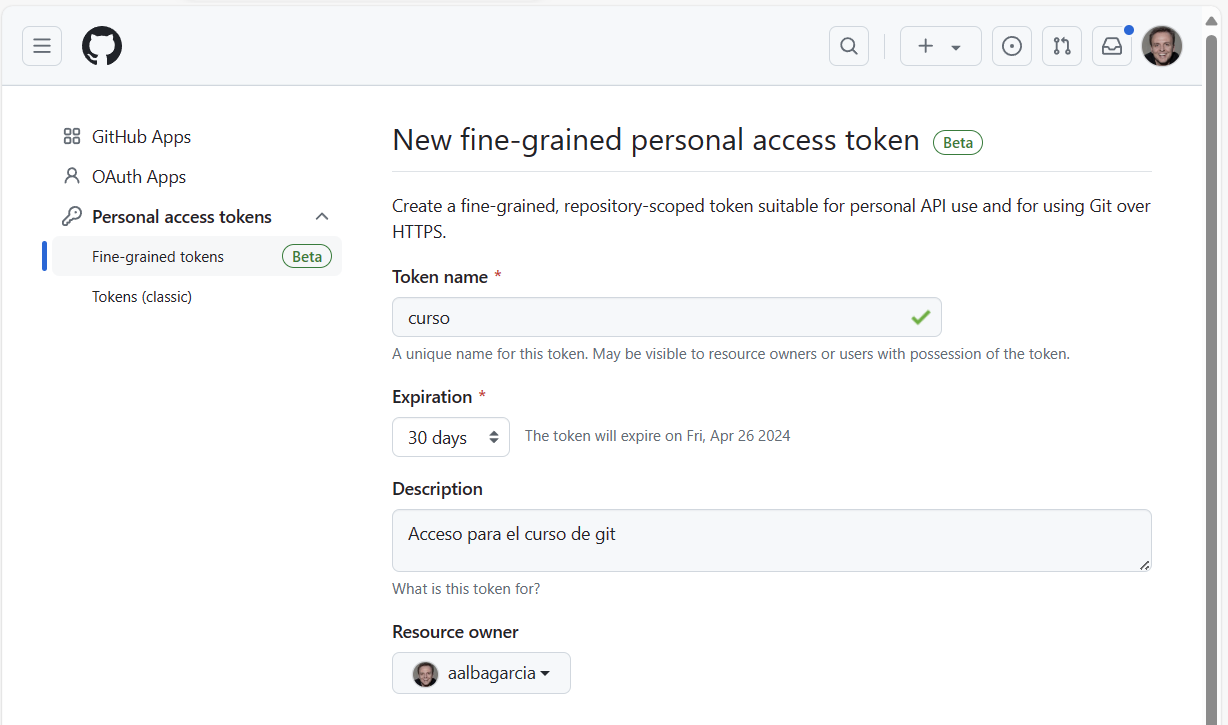 GitHub Apps
OAuth Apps
Personal access tokens
Fine-grained tokens Beta
Tokens (classic)
New fine-grained personal access token Beta
Create a fine-grained, repository-scoped token suitable for personal API use and for using Git over
HTTPS.
Token name *
curso
A unique name for this token. May be visible to resource owners or users with possession of the token.
Expiration *
30 days The token will expire on Fri, Apr 26 2024
Description
Acceso para el curso de git
What is this token for?
Resource owner
aalbagarcia